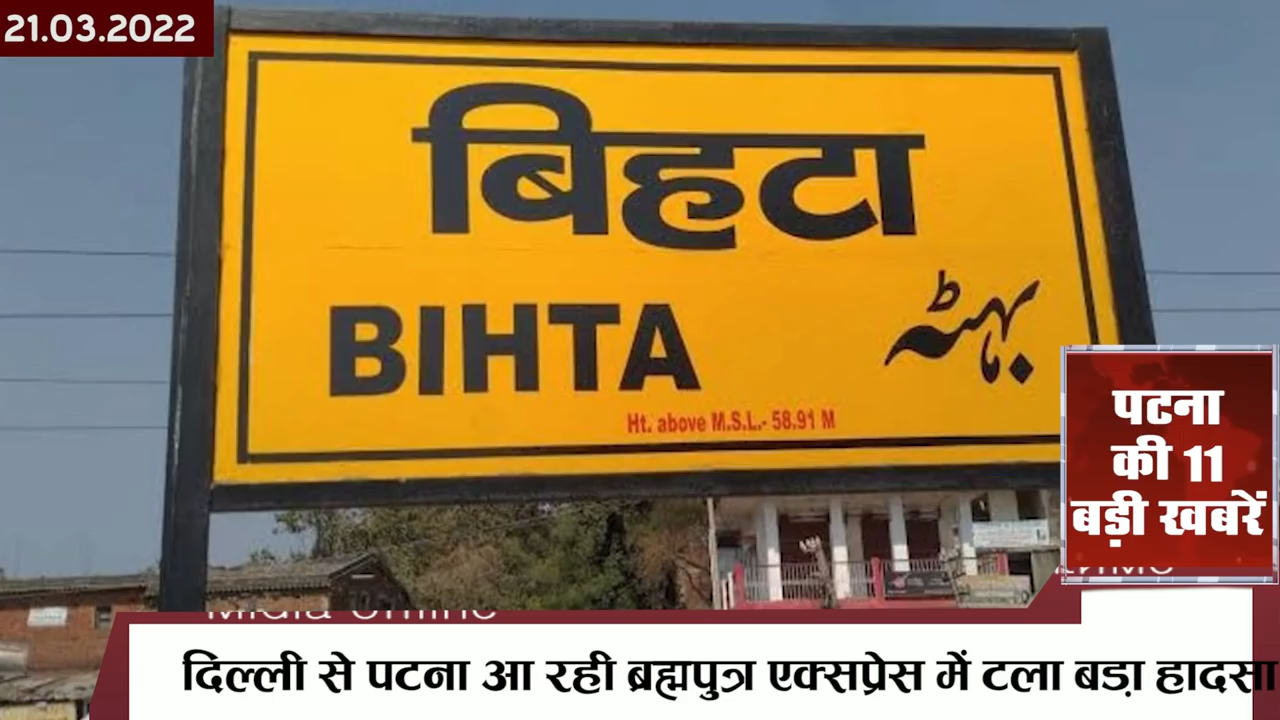 21.03.2022
बिहटा
BIHTA
بہٹہ
Ht. above M.S.L.- 58.91 M
पटना
की 11
बड़ी खबरें
दिल्ली से पटना आ रही ब्रह्मपुत्र एक्सप्रेस में टला बडा़ हादसा